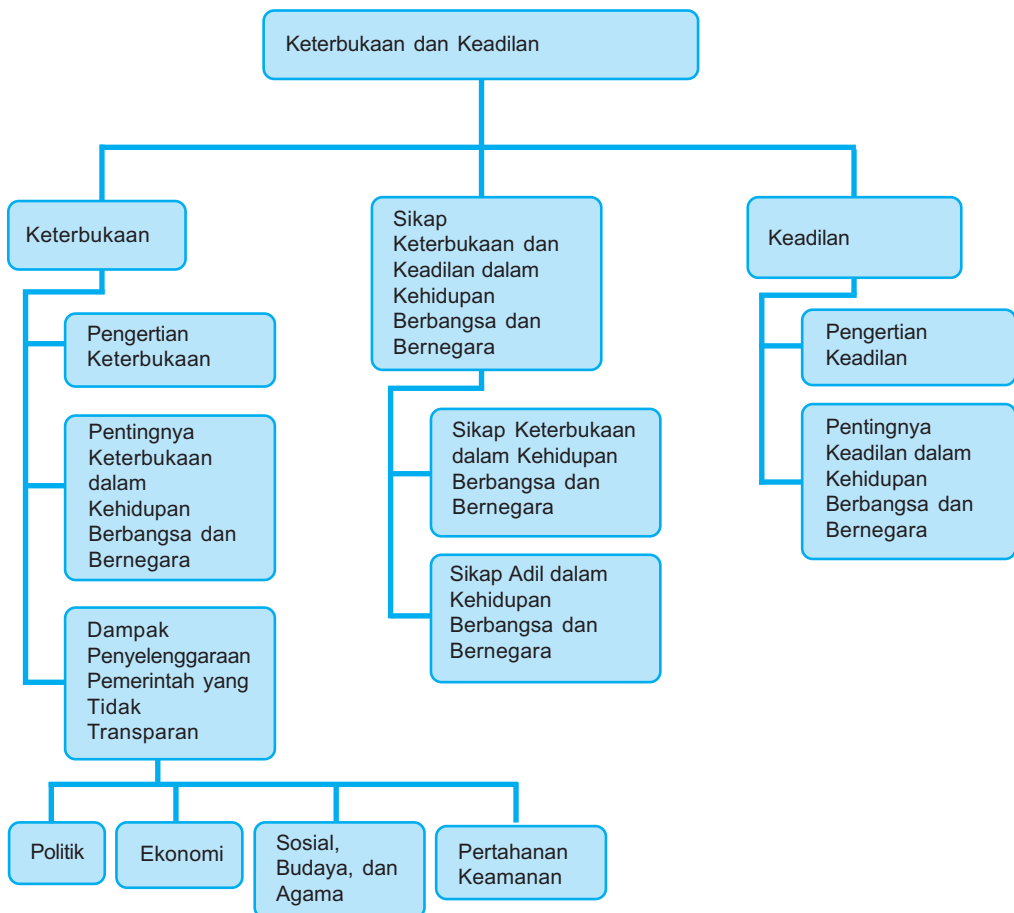 Keterbukaan dan Keadilan
Keterbukaan
Pengertian
Keterbukaan
Pentingnya
Keterbukaan
dalam
Kehidupan
Berbangsa dan
Bernegara
Dampak
Penyelenggaraan
Pemerintah yang
Tidak
Transparan
Politik
Ekonomi
Sosial,
Budaya, dan
Agama
Pertahanan
Keamanan
Sikap
Keterbukaan dan
Keadilan dalam
Kehidupan
Berbangsa dan
Bernegara
Sikap Keterbukaan
dalam Kehidupan
Berbangsa dan
Bernegara
Sikap Adil dalam
Kehidupan
Berbangsa dan
Bernegara
Keadilan
Pengertian
Keadilan
Pentingnya
Keadilan dalam
Kehidupan
Berbangsa dan
Bernegara